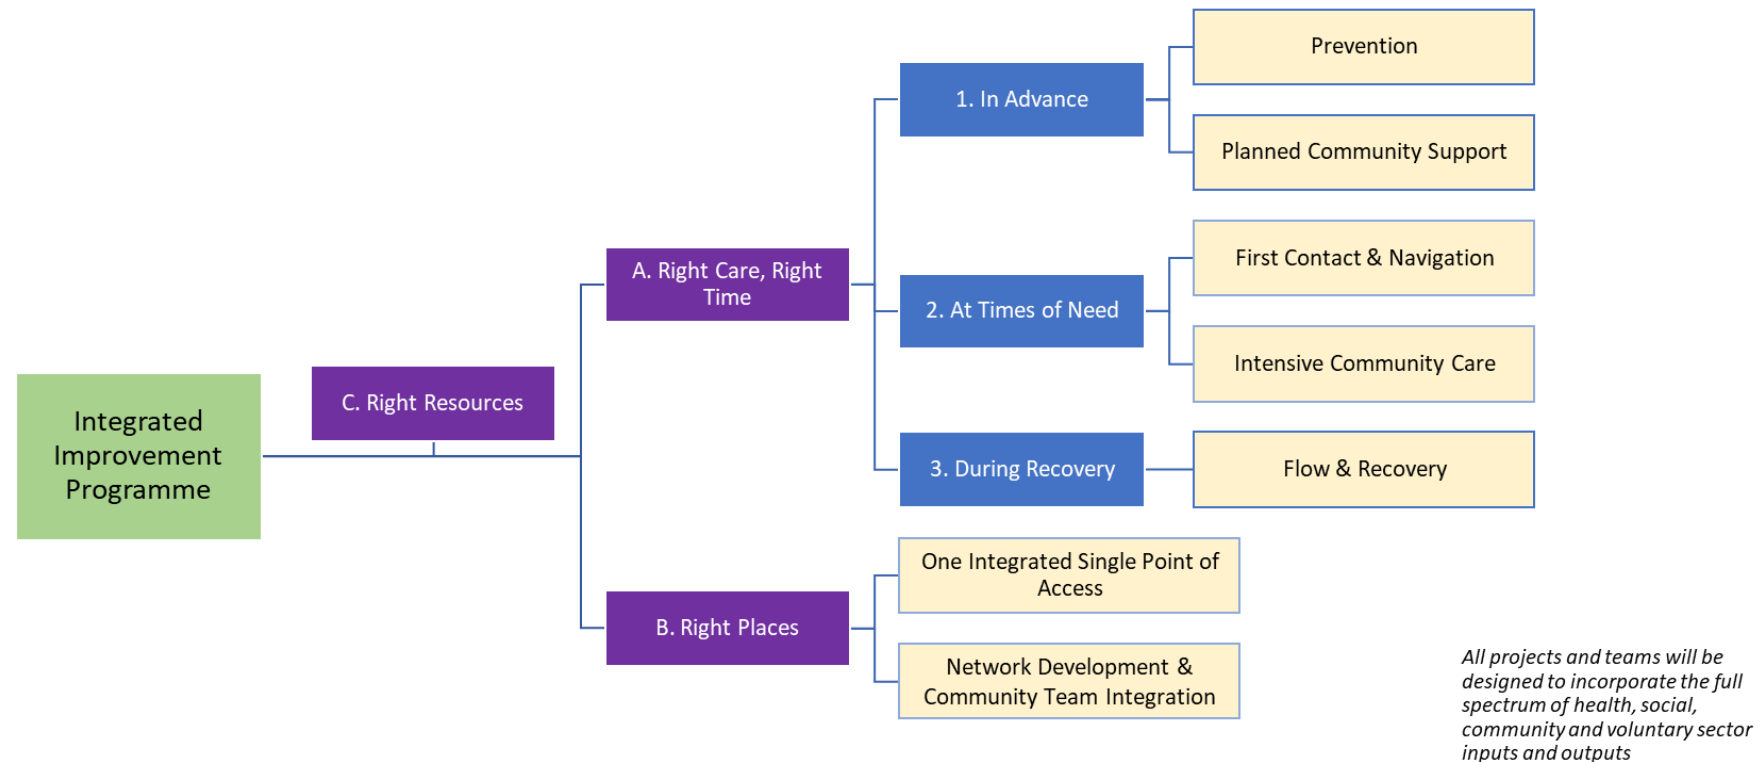 Integrated
Improvement
Programme
C. Right Resources
A. Right Care, Right
Time
B. Right Places
1. In Advance
2. At Times of Need
3. During Recovery
Prevention
Planned Community Support
First Contact & Navigation
Intensive Community Care
Flow & Recovery
One Integrated Single Point of
Access
Network Development &
Community Team Integration
All projects and teams will be
designed to incorporate the full
spectrum of health, social,
community and voluntary sector
inputs and outputs